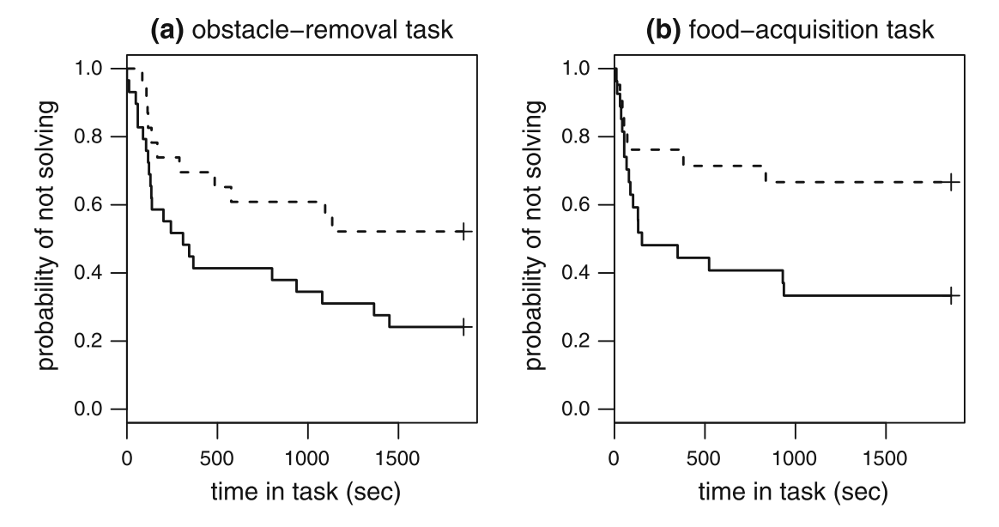 (a) obstacle–removal task
probability of not solving
1.0
0.8
0.6
0.4
0.2
0.0
0 500 1000 1500
time in task (sec)
(b) food–acquisition task
probability of not solving
1.0
0.8
0.6
0.4
0.2
0.0
0 500 1000 1500
time in task (sec)